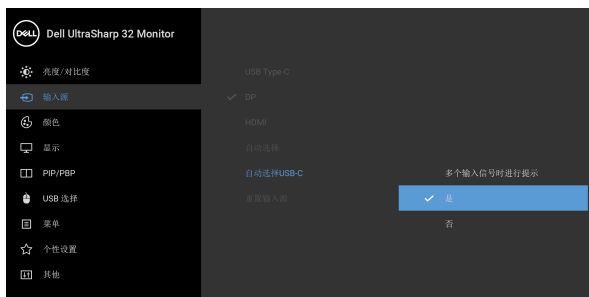 DELL Dell UltraSharp 32 Monitor
亮度/对比度
USB Type-C
输入源
DP
颜色
HDMI
显示
自动选择
PIP/PBP
自动选择USB-C
多个输入信号时进行提示
USB 选择
重置输入源
是
菜单
否
个性设置
其他